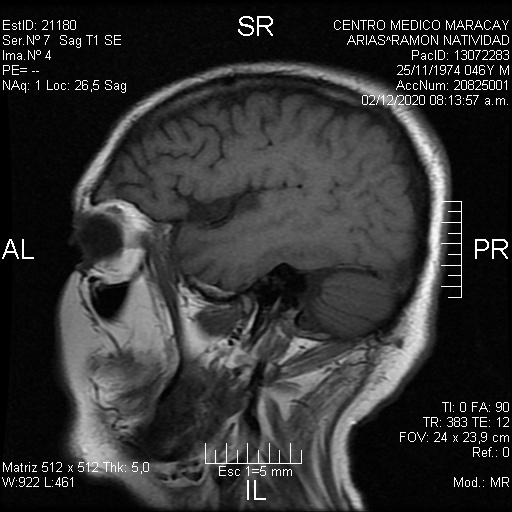 EstID: 21180
Ser.Nº 7 Sag T1 SE
Ima.Nº 4
PE= --
NAq: 1 Loc: 26,5 Sag
SR
CENTRO MEDICO MARACAY
ARIAS^RAMON NATIVIDAD
PacID: 13072283
25/11/1974 046Y M
AccNum: 20825001
02/12/2020 08:13:57 a.m.
AL
PR
TI: 0 FA: 90
TR: 383 TE: 12
FOV: 24 x 23,9 cm
Ref.: 0
Mod.: MR
Matriz 512 x 512 Thk: 5,0
W:922 L:461
Esc 1=5 mm
IL